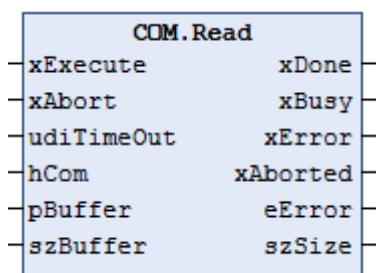 COM.Read
xExecute xDone
xAbort xBusy
udiTimeOut xError
hCom xAborted
pBuffer eError
szBuffer szSize